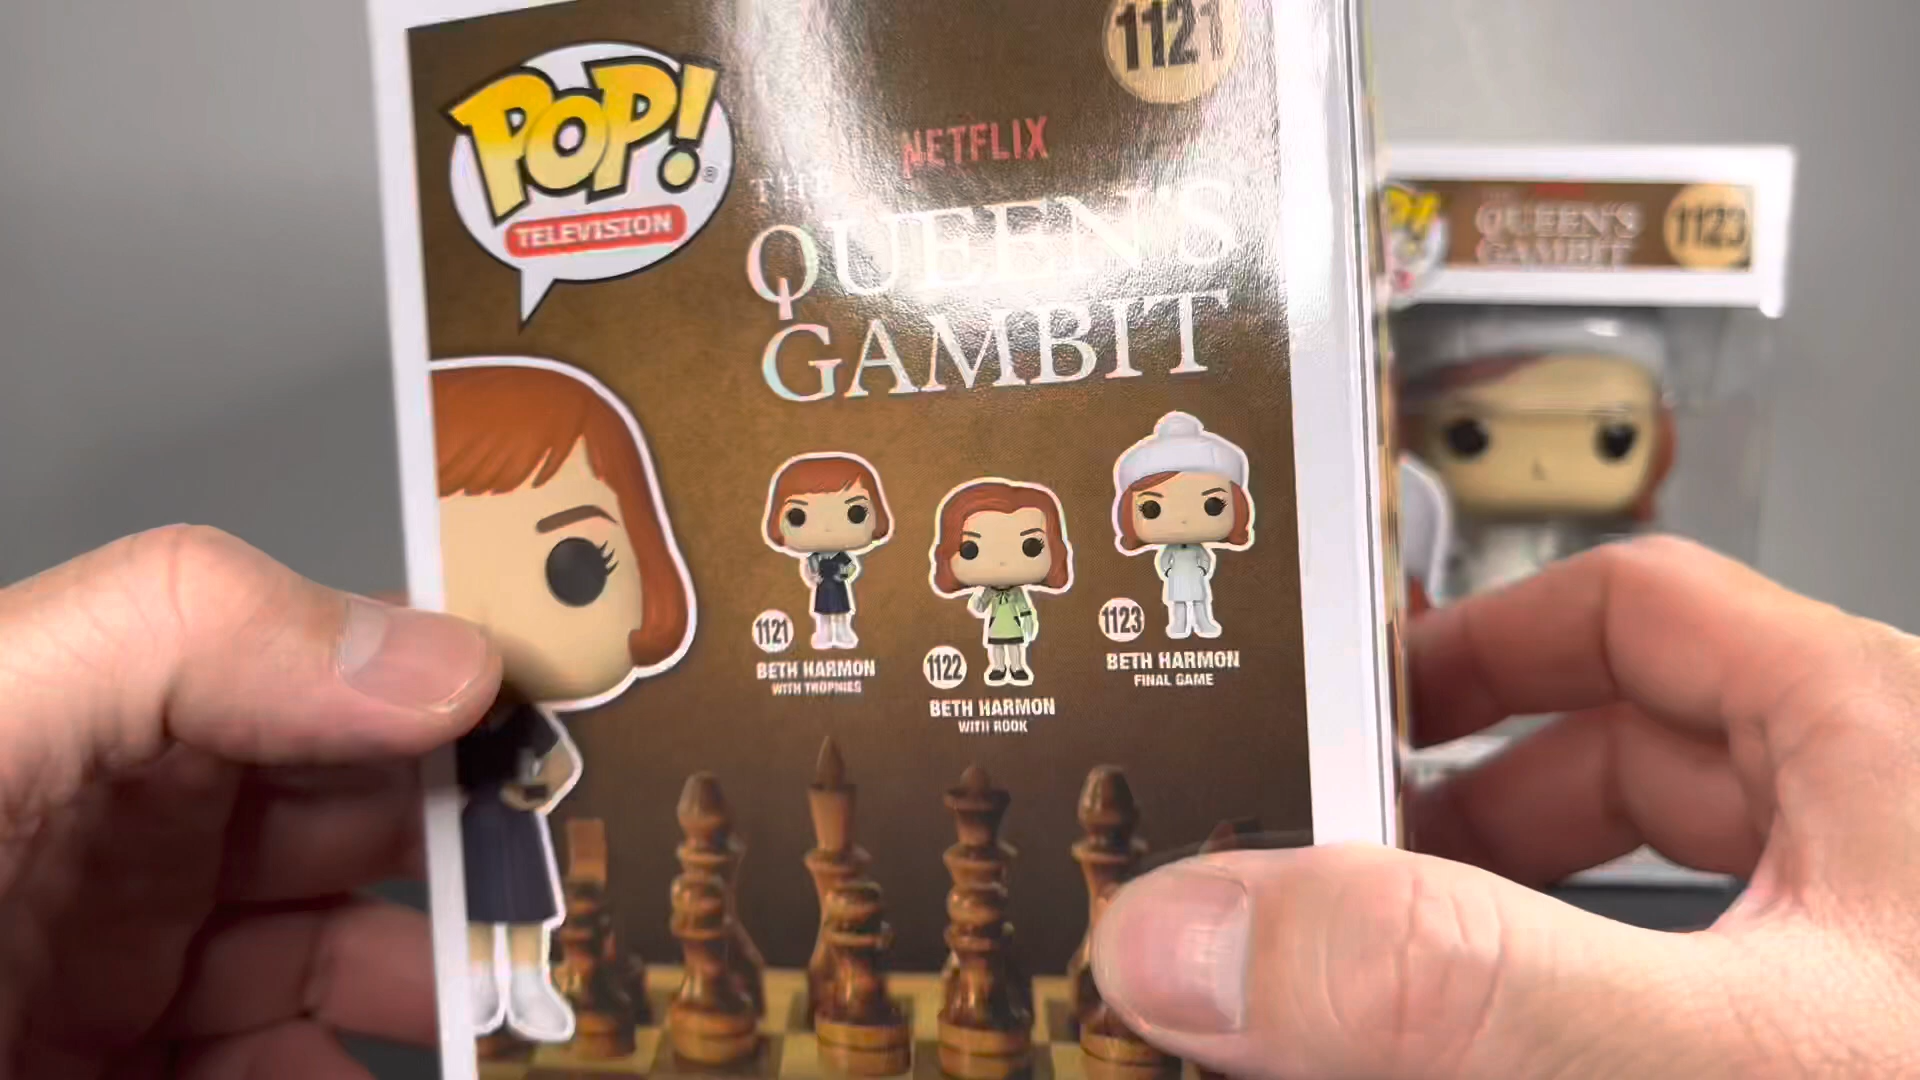 POP!
TELEVISION
1121
NETFLIX
THE
QUEEN'S
GAMBIT
1121
BETH HARMON
WITH TROPHIES
1122
BETH HARMON
WITH ROOK
1123
BETH HARMON
FINAL GAME
QUEEN'S
GAMBIT
1123